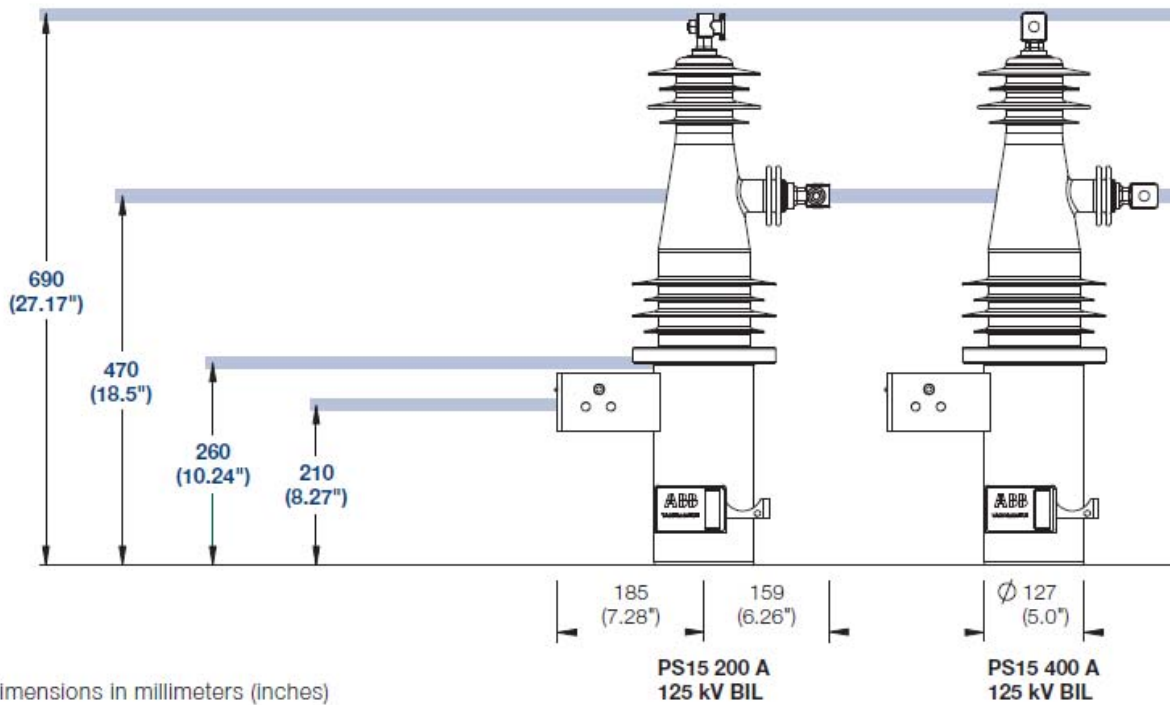 690
(27.17")
470
(18.5")
260
(10.24")
210
(8.27")
ABB
ABB
185
(7.28")
159
(6.26")
Ø 127
(5.0")
PS15 200 A
125 kV BIL
PS15 400 A
125 kV BIL
imensions in millimeters (inches)